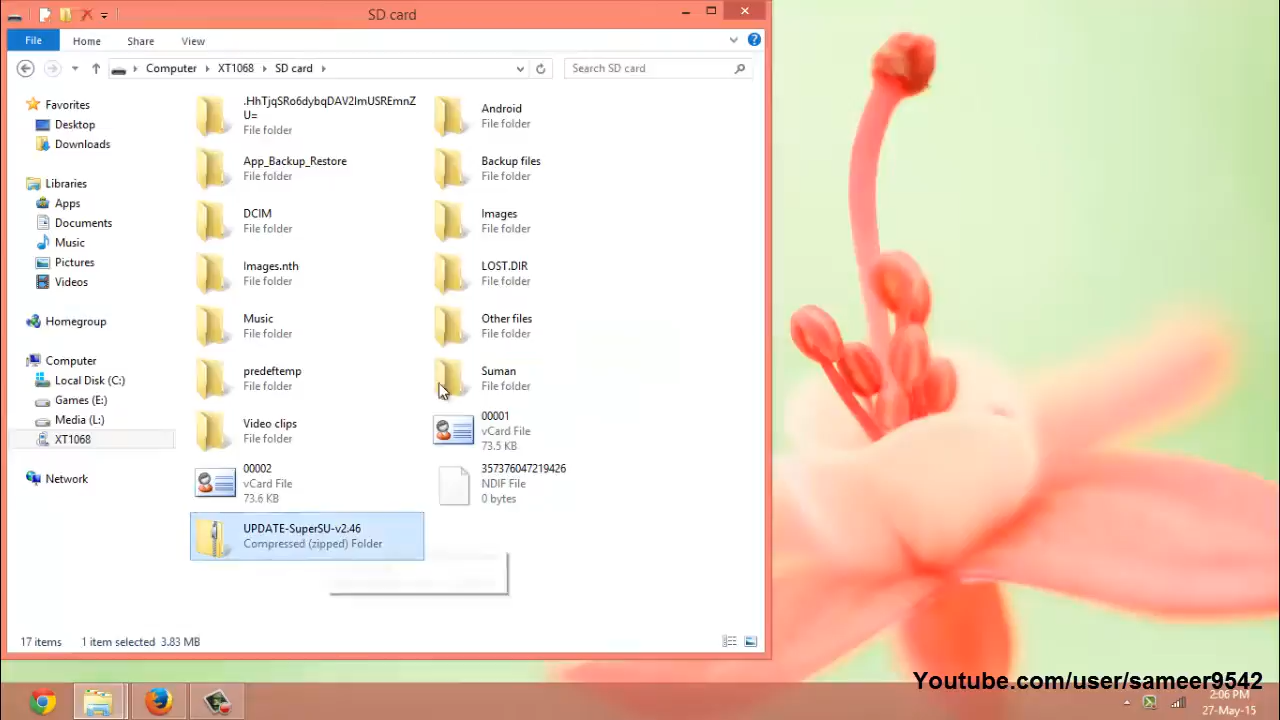 SD card
File
Home
Share
View
Computer
XT1068
SD card
Search SD card
Favorites
Desktop
Downloads
Libraries
Apps
Documents
Music
Pictures
Videos
Homegroup
Computer
Local Disk (C:)
Games (E:)
Media (L:)
XT1068
Network
.HhTjqSRo6dybqDAV2ImUSREmnZ
U=
File folder
Android
File folder
App_Backup_Restore
File folder
Backup files
File folder
DCIM
File folder
Images
File folder
Images.nth
File folder
LOST.DIR
File folder
Music
File folder
Other files
File folder
predeftemp
File folder
Suman
File folder
Video clips
File folder
00001
vCard File
73.5 KB
00002
vCard File
73.6 KB
357376047219426
NDIF File
0 bytes
UPDATE-SuperSU-v2.46
Compressed (zipped) Folder
17 items
1 item selected 3.83 MB
Youtube.com/user/sameer9542
2:06 PM
27-May-15